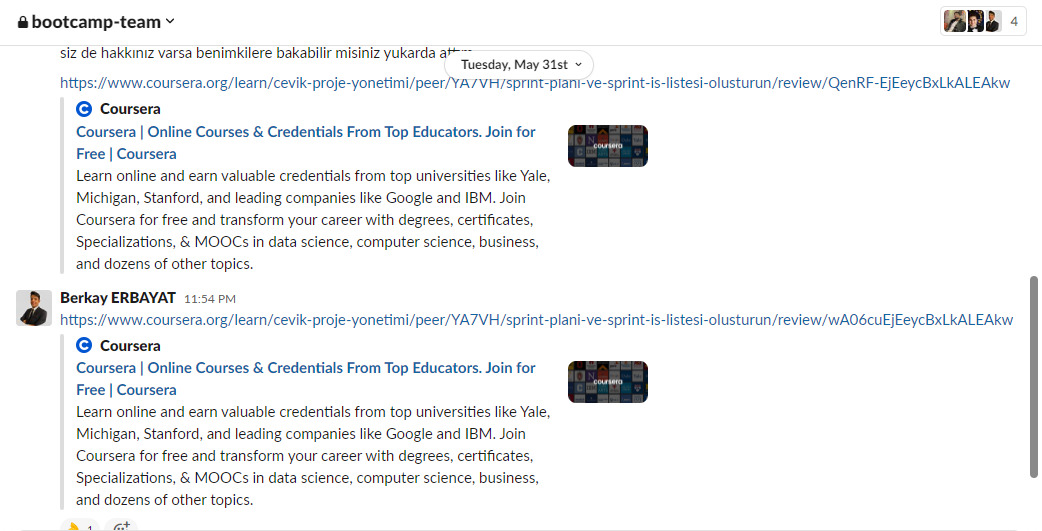 bootcamp-team
4
siz de hakkınız varsa benimkilere bakabilir misiniz yukarda attım
Tuesday, May 31st
https://www.coursera.org/learn/cevik-proje-yonetimi/peer/YA7VH/sprint-plani-ve-sprint-is-listesi-olusturun/review/QenRF-EjEeycBxLkALEAkw
Coursera
Coursera | Online Courses & Credentials From Top Educators. Join for
Free | Coursera
coursera
Learn online and earn valuable credentials from top universities like Yale,
Michigan, Stanford, and leading companies like Google and IBM. Join
Coursera for free and transform your career with degrees, certificates,
Specializations, & MOOCs in data science, computer science, business,
and dozens of other topics.
Berkay ERBAYAT 11:54 PM
https://www.coursera.org/learn/cevik-proje-yonetimi/peer/YA7VH/sprint-plani-ve-sprint-is-listesi-olusturun/review/wA06cuEjEeycBxLkALEAkw
Coursera
Coursera | Online Courses & Credentials From Top Educators. Join for
Free | Coursera
coursera
Learn online and earn valuable credentials from top universities like Yale,
Michigan, Stanford, and leading companies like Google and IBM. Join
Coursera for free and transform your career with degrees, certificates,
Specializations, & MOOCs in data science, computer science, business,
and dozens of other topics.
1